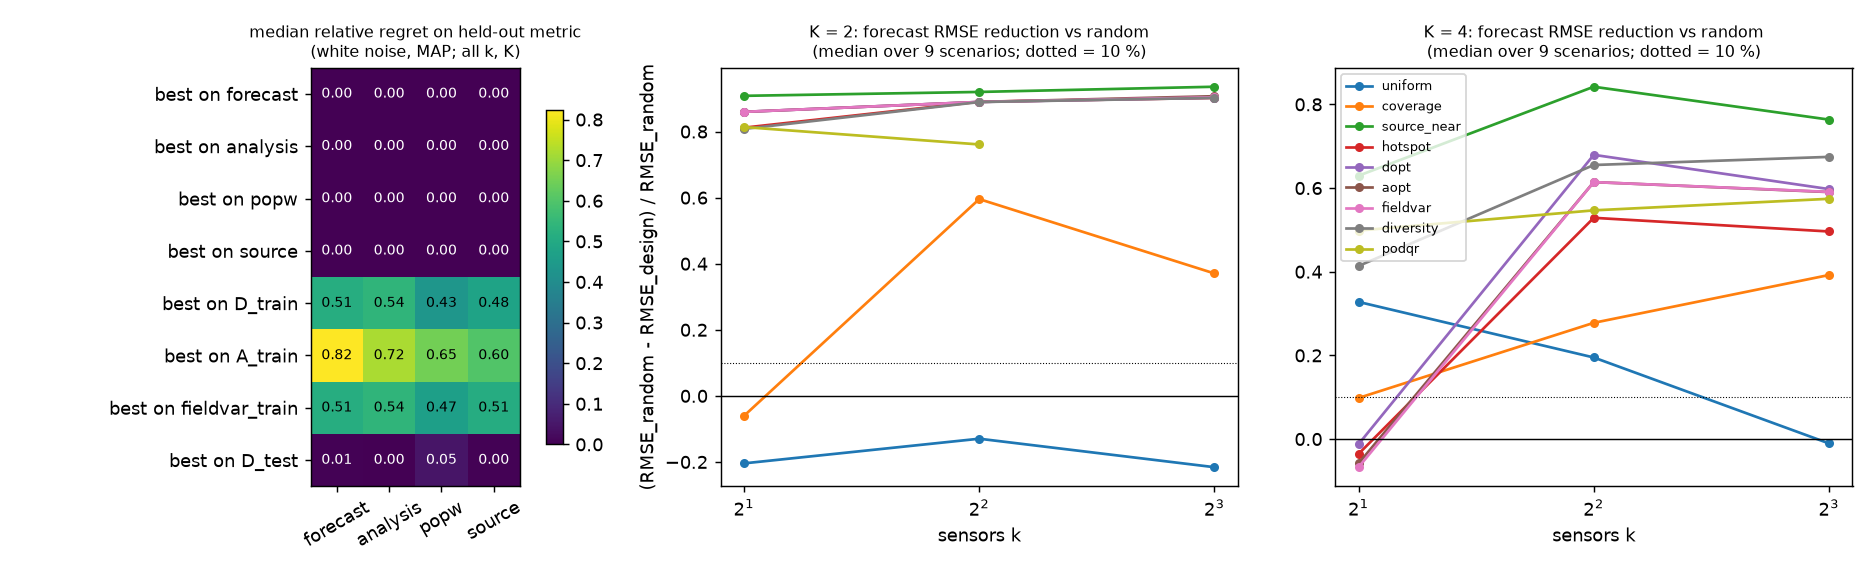 median relative regret on held-out metric
(white noise, MAP; all k, K)
best on forecast
0.00 0.00 0.00 0.00
best on analysis
0.00 0.00 0.00 0.00
best on popw
0.00 0.00 0.00 0.00
best on source
0.00 0.00 0.00 0.00
best on D_train
0.51 0.54 0.43 0.48
best on A_train
0.82 0.72 0.65 0.60
best on fieldvar_train
0.51 0.54 0.47 0.51
best on D_test
0.01 0.00 0.05 0.00
forecast
analysis
popw
source
0.8
0.7
0.6
0.5
0.4
0.3
0.2
0.1
0.0
K = 2: forecast RMSE reduction vs random
(median over 9 scenarios; dotted = 10 %)
(RMSE_random - RMSE_design) / RMSE_random
0.8
0.6
0.4
0.2
0.0
−0.2
2¹ 2² 2³
sensors k
K = 4: forecast RMSE reduction vs random
(median over 9 scenarios; dotted = 10 %)
0.8
0.6
0.4
0.2
0.0
uniform
coverage
source_near
hotspot
dopt
aopt
fieldvar
diversity
podqr
2¹ 2² 2³
sensors k